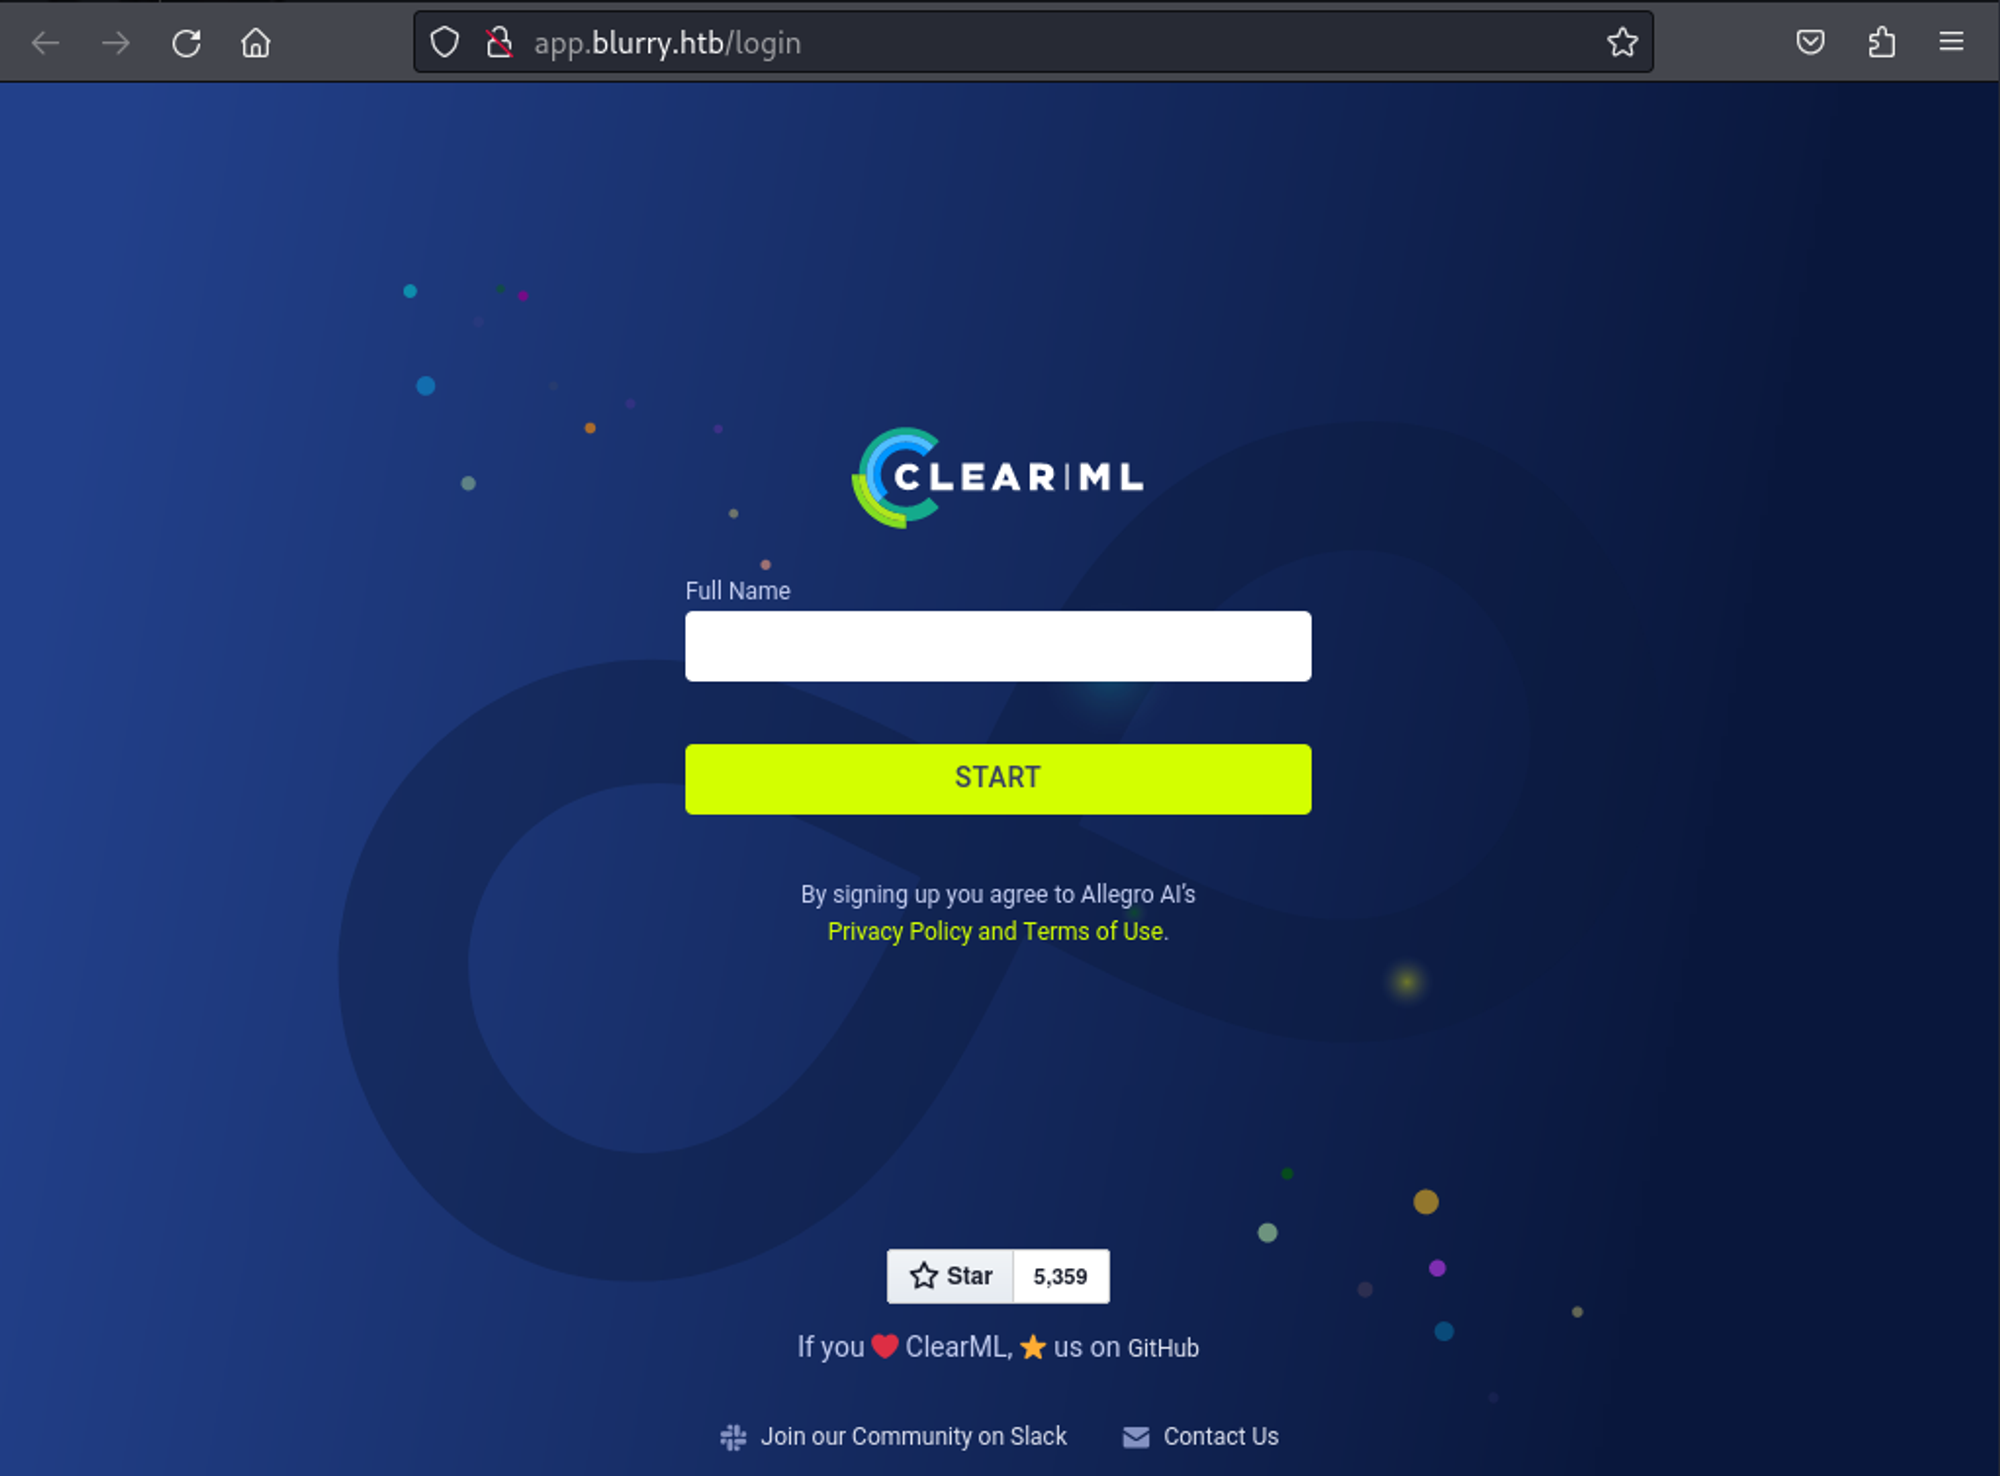 app.blurry.htb/login
CLEAR|ML
Full Name
START
By signing up you agree to Allegro AI's
Privacy Policy and Terms of Use.
Star 5,359
If you ❤️ ClearML, ⭐ us on GitHub
Join our Community on Slack Contact Us